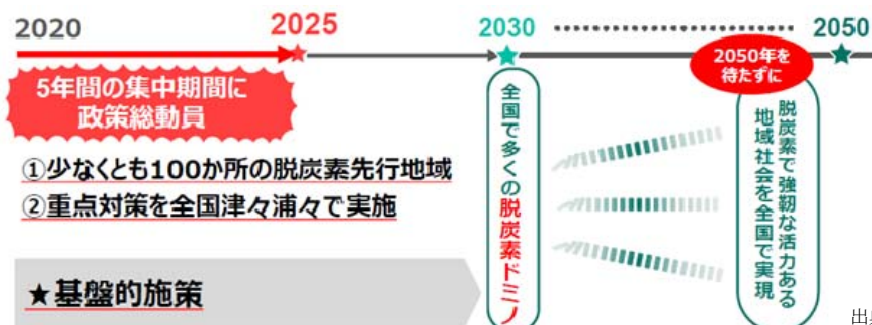 2020
2025
2030
2050
5年間の集中期間に
政策総動員
2050年を
待たずに
①少なくとも100か所の脱炭素先行地域
②重点対策を全国津々浦々で実施
★基盤的施策
全国で多くの脱炭素ドミノ
脱炭素で強靭な活力ある
地域社会を全国で実現